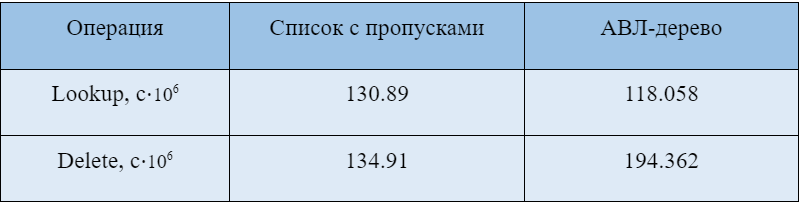 Операция Список с пропусками АВЛ-дерево
Lookup, с·10⁶ 130.89 118.058
Delete, с·10⁶ 134.91 194.362